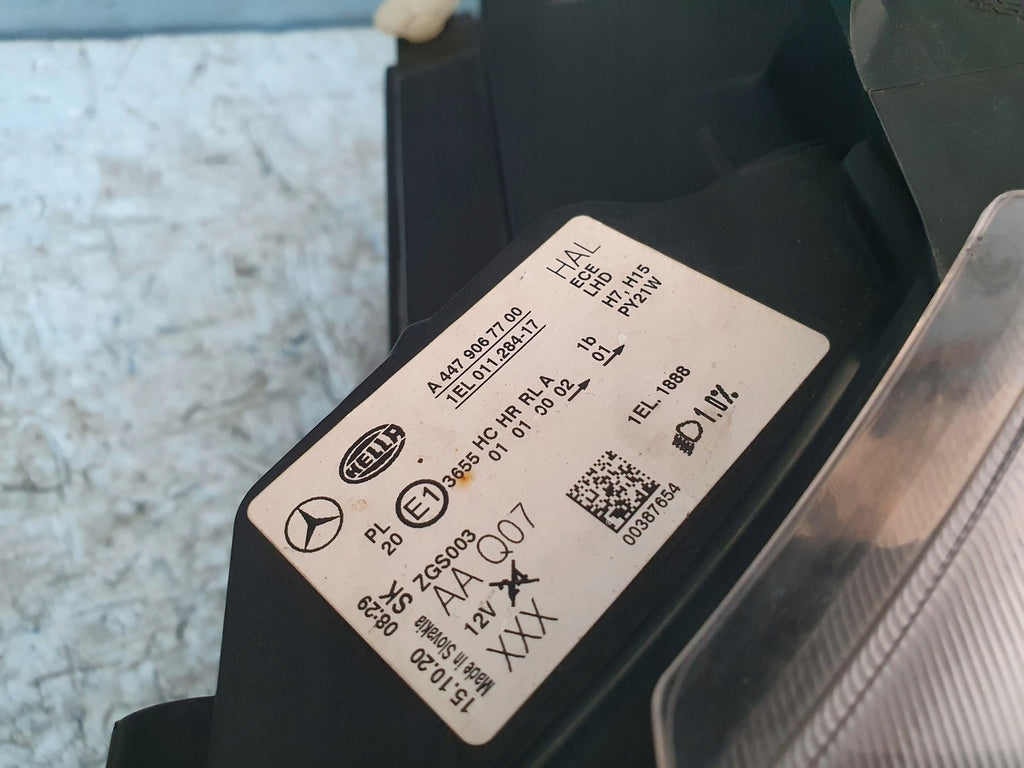 HELLA
A 447 906 77 00
1EL 011.284-17
HAL
ECE
LHD
H7, H15
PY21W
PL
20
E1
3655 HC HR RL A
01 01 00 02
1b
01
1EL.1868
1,0%
00387654
08:29
SK
ZGS003
AA Q07
15.10.20
Made in Slovakia
12V
XXX